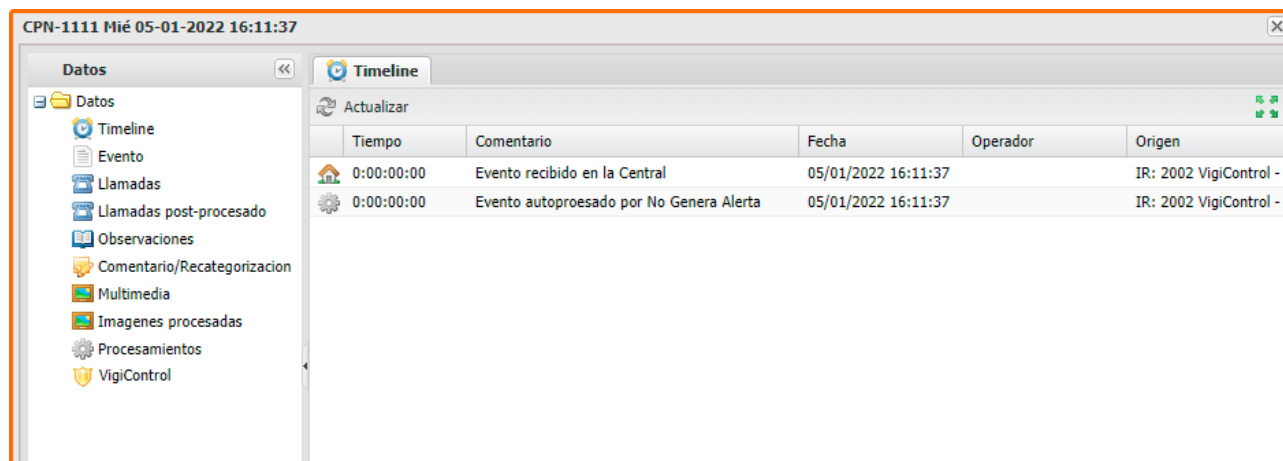 CPN-1111 Mié 05-01-2022 16:11:37
Datos
Datos
Timeline
Evento
Llamadas
Llamadas post-procesado
Observaciones
Comentario/Recategorizacion
Multimedia
Imagenes procesadas
Procesamientos
VigiControl
Timeline
Actualizar
Tiempo Comentario Fecha Operador Origen
0:00:00:00 Evento recibido en la Central 05/01/2022 16:11:37 IR: 2002 VigiControl -
0:00:00:00 Evento autoproesado por No Genera Alerta 05/01/2022 16:11:37 IR: 2002 VigiControl -